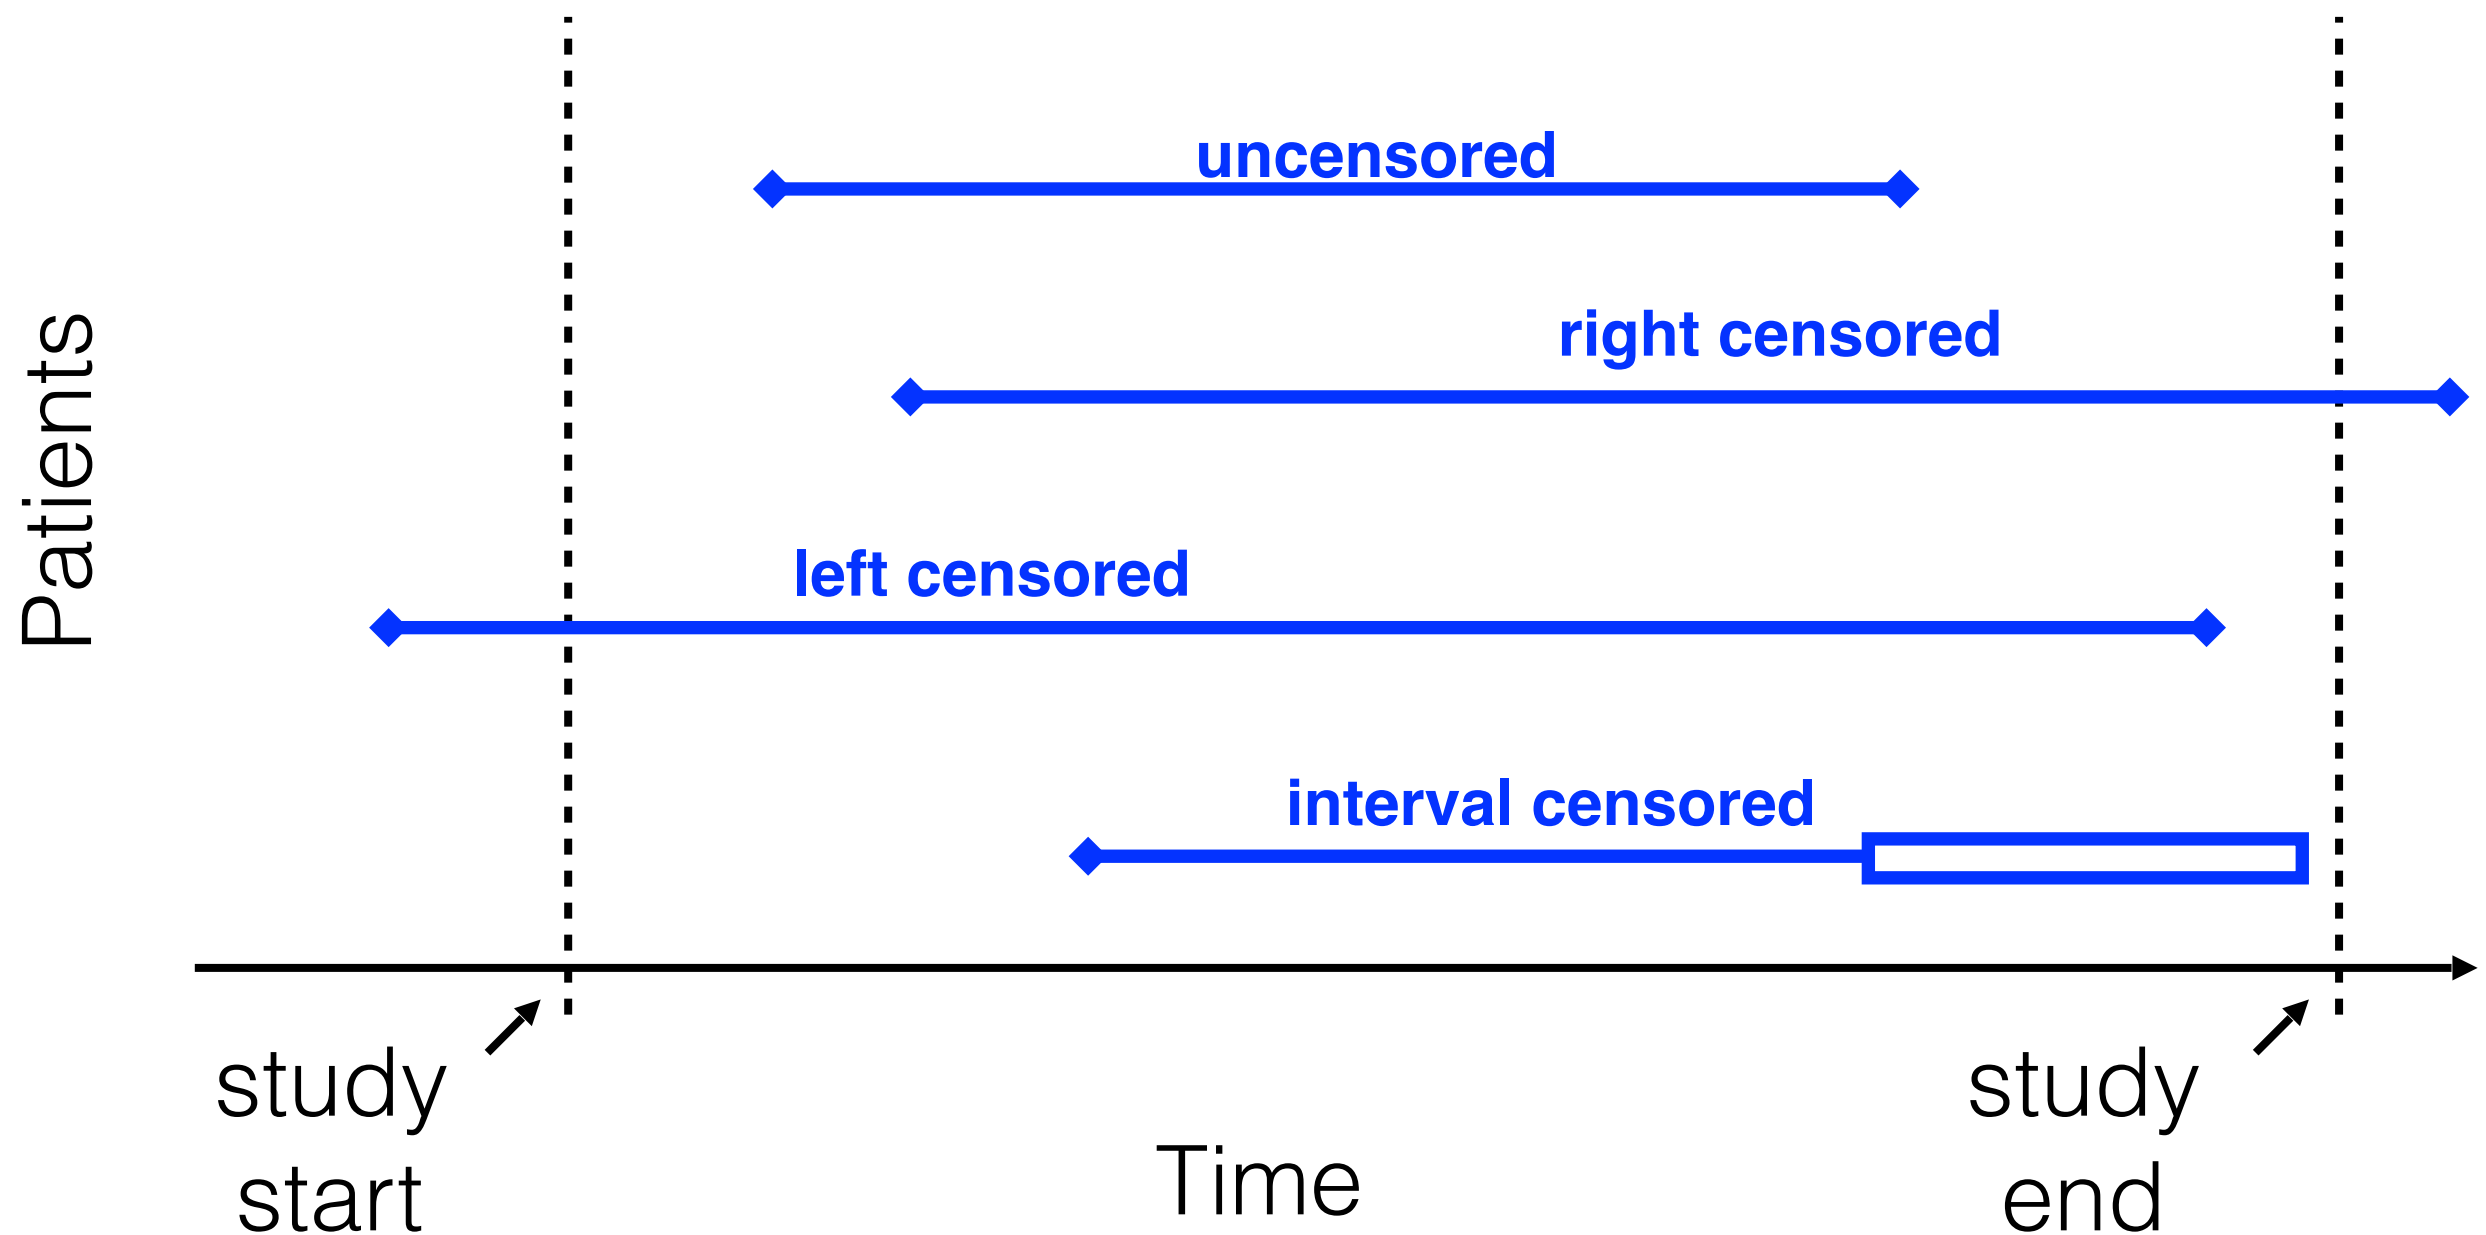 uncensored
right censored
Patients
left censored
interval censored
study
start
Time
study
end